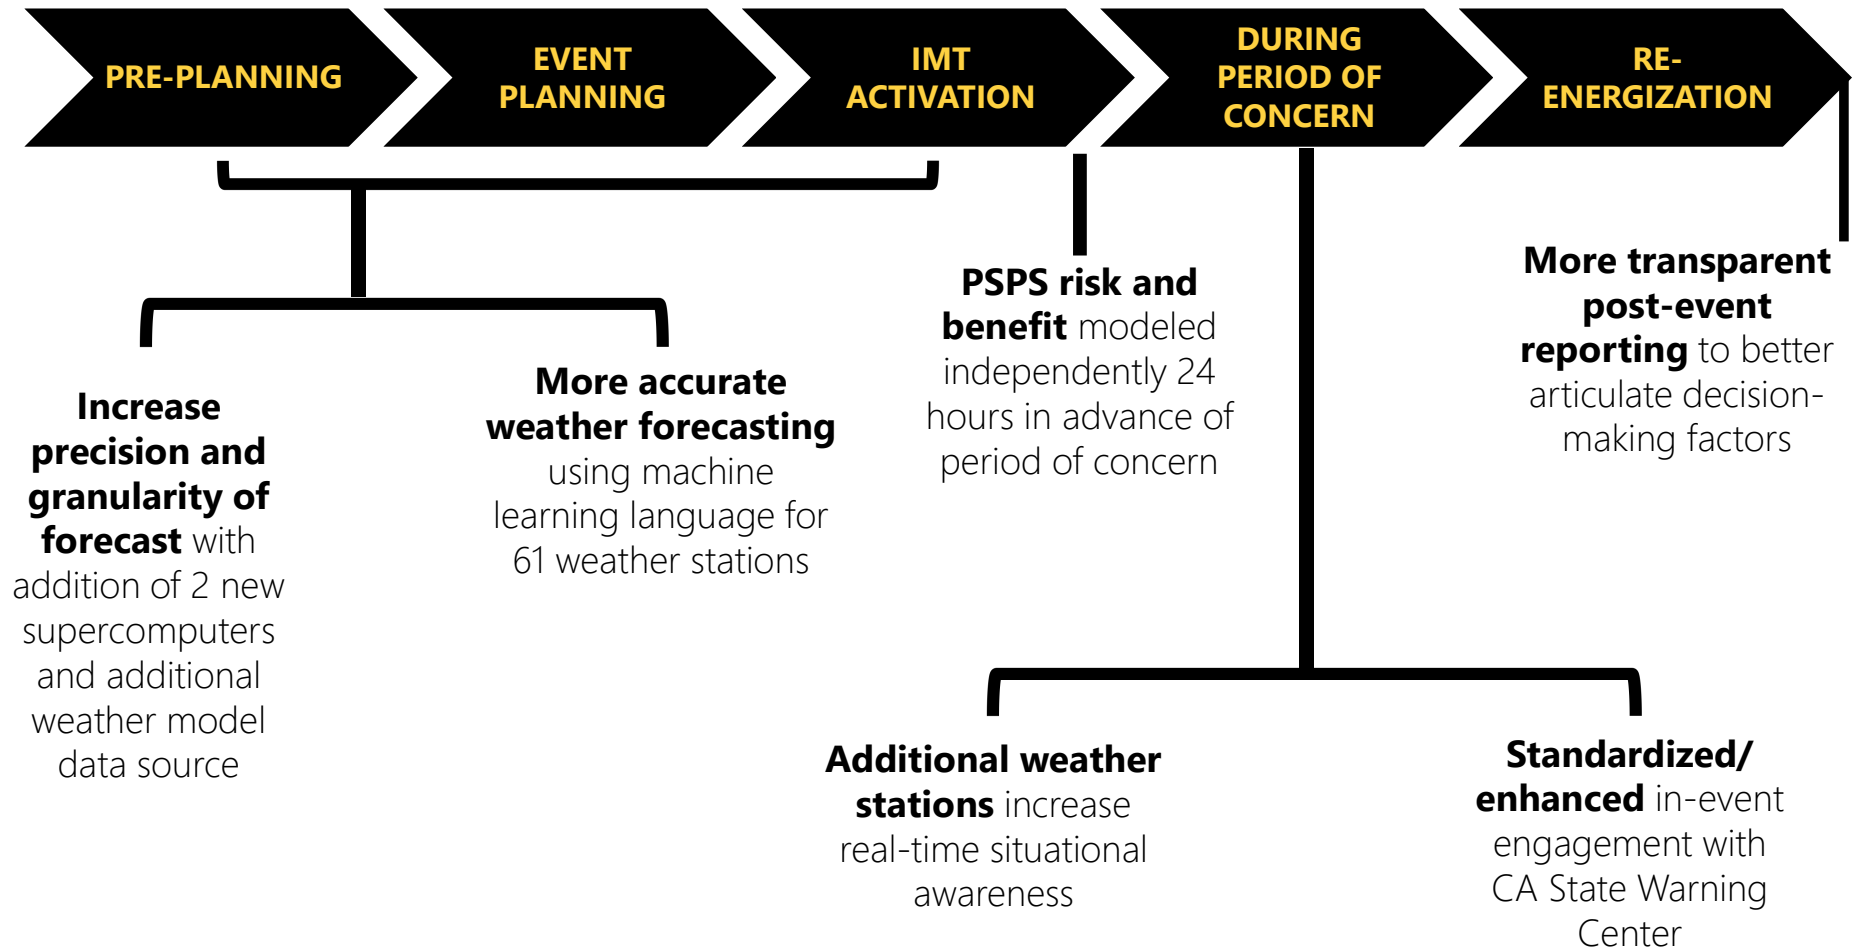 PRE-PLANNING
EVENT
PLANNING
IMT
ACTIVATION
DURING
PERIOD OF
CONCERN
RE-
ENERGIZATION
Increase
precision and
granularity of
forecast with
addition of 2 new
supercomputers
and additional
weather model
data source
More accurate
weather forecasting
using machine
learning language for
61 weather stations
PSPS risk and
benefit modeled
independently 24
hours in advance of
period of concern
More transparent
post-event
reporting to better
articulate decision-
making factors
Additional weather
stations increase
real-time situational
awareness
Standardized/
enhanced in-event
engagement with
CA State Warning
Center